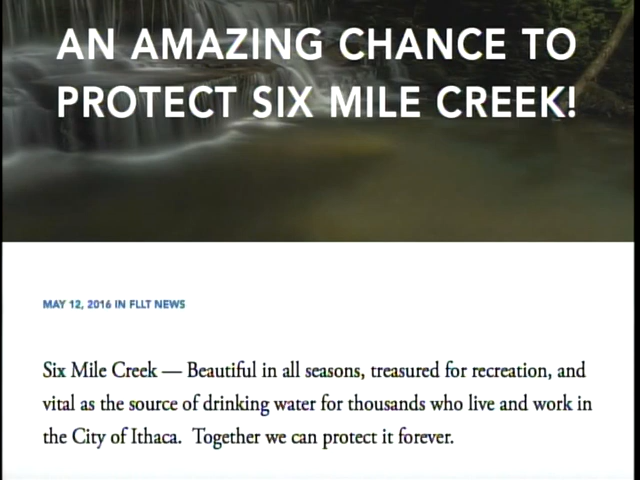 AN AMAZING CHANCE TO
PROTECT SIX MILE CREEK!
MAY 12, 2016 IN FLLT NEWS
Six Mile Creek — Beautiful in all seasons, treasured for recreation, and
vital as the source of drinking water for thousands who live and work in
the City of Ithaca.  Together we can protect it forever.